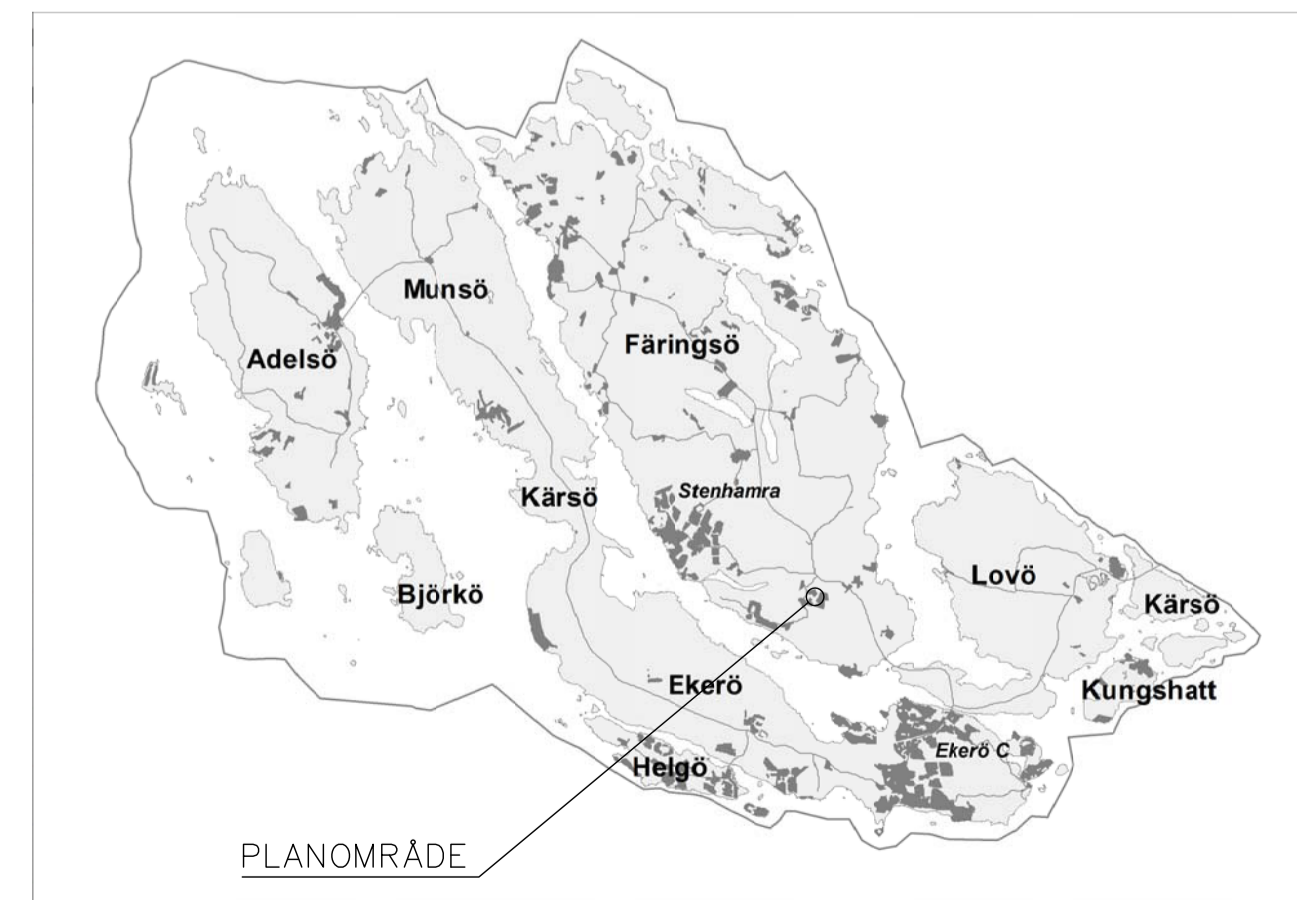 Munsö
Färingsö
Adelsö
Stenhamra
Kärsö
Lovö
Björkö
Kärsö
Ekerö
Kungshatt
Ekerö C
Helgö
PLANOMRÅDE